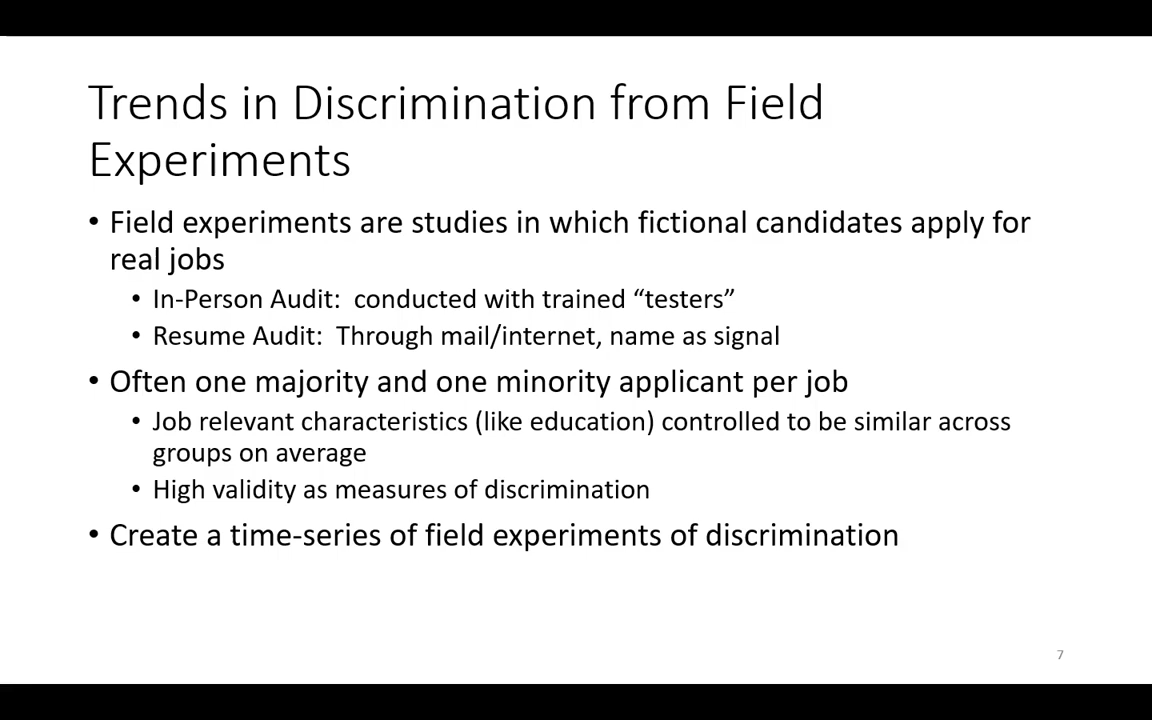 Trends in Discrimination from Field
Experiments
• Field experiments are studies in which fictional candidates apply for
real jobs
• In-Person Audit:  conducted with trained “testers”
• Resume Audit:  Through mail/internet, name as signal
• Often one majority and one minority applicant per job
• Job relevant characteristics (like education) controlled to be similar across
groups on average
• High validity as measures of discrimination
• Create a time-series of field experiments of discrimination
7